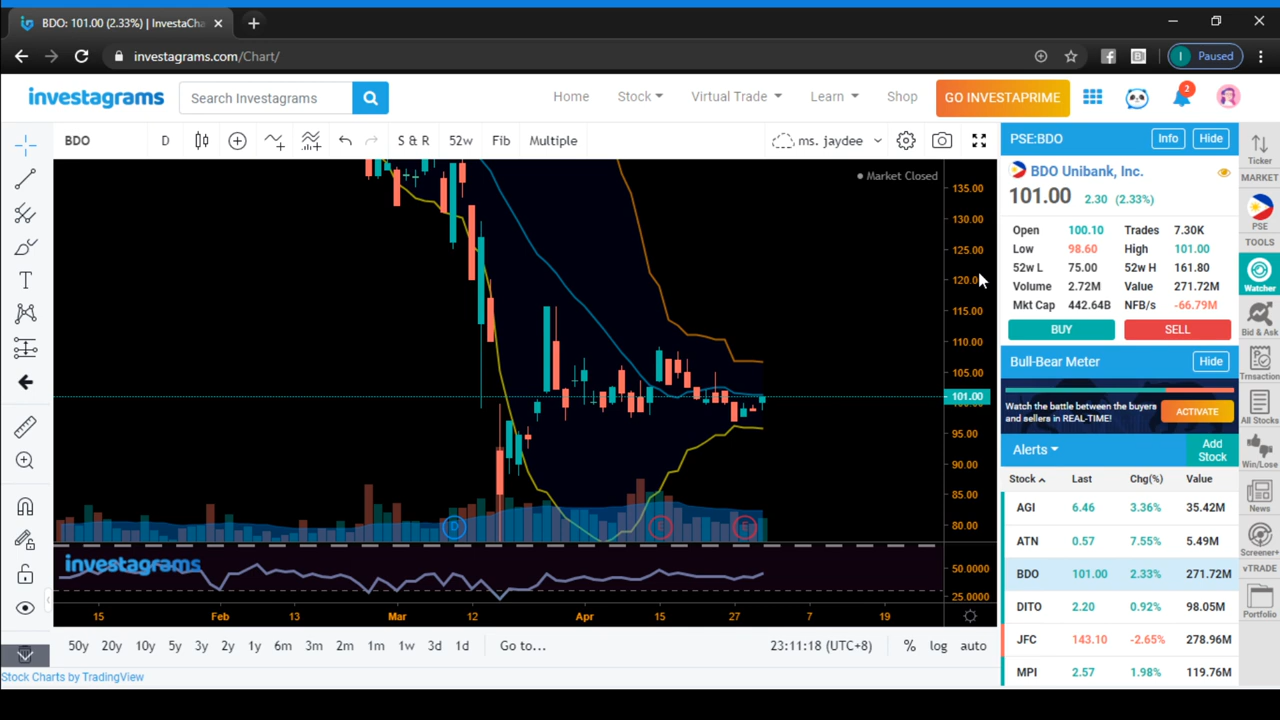 BDO: 101.00 (2.33%) | InvestaCha
investagrams.com/Chart/
I Paused
investagrams
Search Investagrams
Home Stock Virtual Trade Learn Shop
GO INVESTAPRIME
2
BDO D S & R 52w Fib Multiple
ms. jaydee
Market Closed
135.00
130.00
125.00
120.00
115.00
110.00
105.00
101.00
95.00
90.00
85.00
80.00
D E E
investagrams
50.0000
25.0000
15 Feb 13 Mar 12 Apr 15 27 7 19
50y 20y 10y 5y 3y 2y 1y 6m 3m 2m 1m 1w 3d 1d Go to...
23:11:18 (UTC+8) % log auto
Stock Charts by TradingView
PSE:BDO Info Hide
BDO Unibank, Inc.
101.00 2.30 (2.33%)
Open 100.10 Trades 7.30K
Low 98.60 High 101.00
52w L 75.00 52w H 161.80
Volume 2.72M Value 271.72M
Mkt Cap 442.64B NFB/s -66.79M
BUY SELL
Bull-Bear Meter Hide
Watch the battle between the buyers
and sellers in REAL-TIME!
ACTIVATE
Alerts
Add
Stock
Stock Last Chg(%) Value
AGI 6.46 3.36% 35.42M
ATN 0.57 7.55% 5.49M
BDO 101.00 2.33% 271.72M
DITO 2.20 0.92% 98.05M
JFC 143.10 -2.65% 278.96M
MPI 2.57 1.98% 119.76M
Ticker
MARKET
PSE
TOOLS
Watcher
Bid & Ask
Trnsaction
All Stocks
Win/Lose
News
Screener+
vTRADE
Portfolio